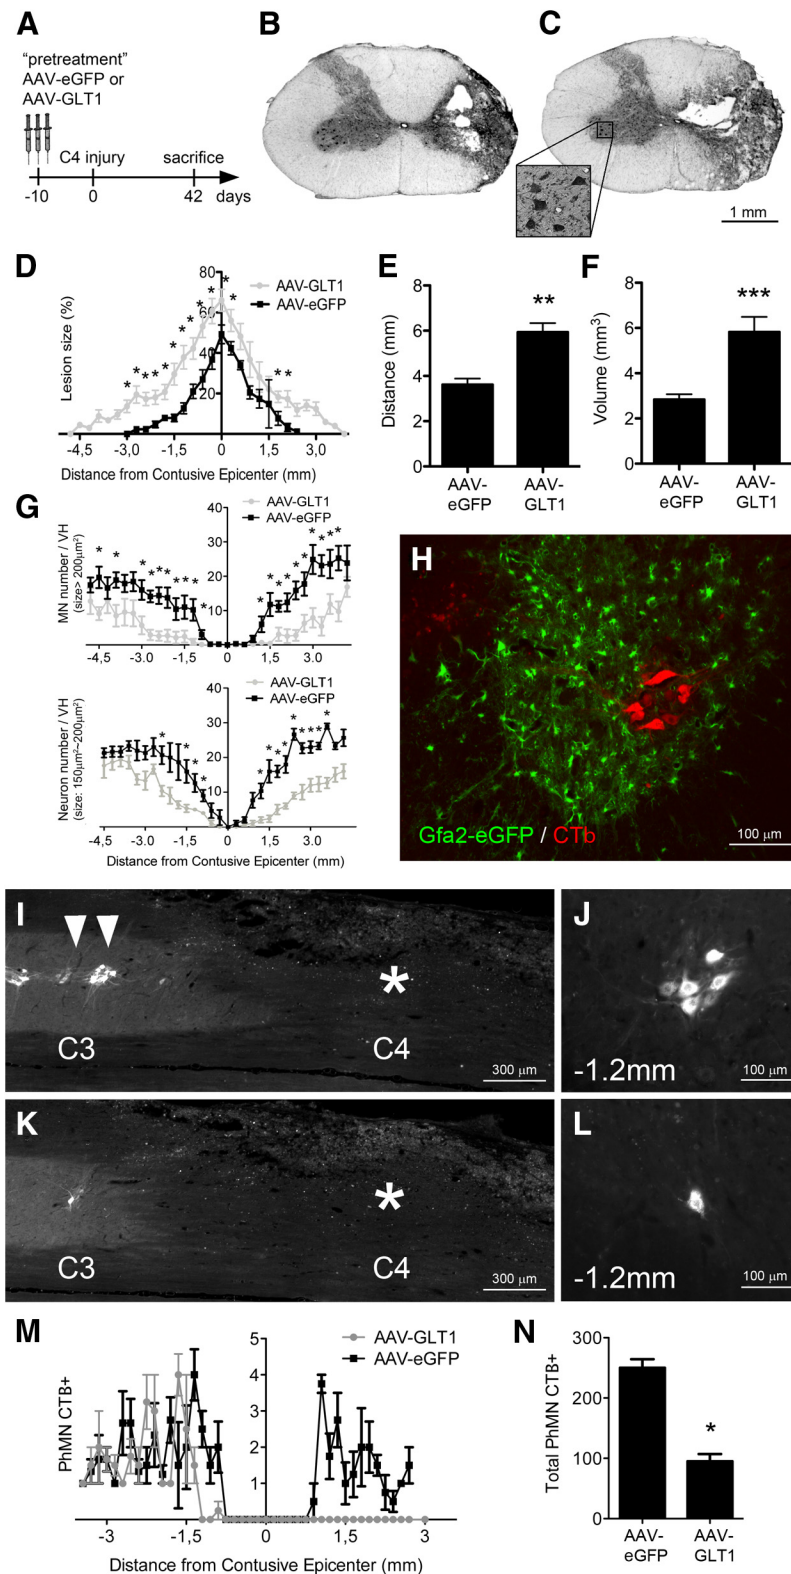 A
"pretreatment"
AAV-eGFP or
AAV-GLT1
C4 injury
sacrifice
-10
0
42
days
B
C
1 mm
D
80
60
40
20
Lesion size (%)
AAV-GLT1
AAV-eGFP
* * * * * * * * * * * * * *
-4,5
-3,0
-1,5
0
1,5
3,0
Distance from Contusive Epicenter (mm)
E
8
6
4
2
0
Distance (mm)
**
AAV-
eGFP
AAV-
GLT1
F
8
6
4
2
0
Volume (mm³)
***
AAV-
eGFP
AAV-
GLT1
G
AAV-GLT1
AAV-eGFP
MN number / VH
(size> 200μm²)
40
30
20
10
-4,5
-3.0
-1,5
0
1.5
3.0
AAV-GLT1
AAV-eGFP
Neuron number / VH
(size: 150μm²~200μm²)
40
30
20
10
0
-4,5
-3.0
-1.5
0
1.5
3.0
Distance from Contusive Epicenter (mm)
H
Gfa2-eGFP / CTb
100 μm
I
*
C3
C4
300 μm
J
-1.2mm
100 μm
K
*
C3
C4
300 μm
L
-1.2mm
100 μm
M
PhMN CTB+
5
4
3
2
1
AAV-GLT1
AAV-eGFP
-3
-1,5
0
1,5
3
Distance from Contusive Epicenter (mm)
N
Total PhMN CTB+
300
200
100
0
*
AAV-
eGFP
AAV-
GLT1